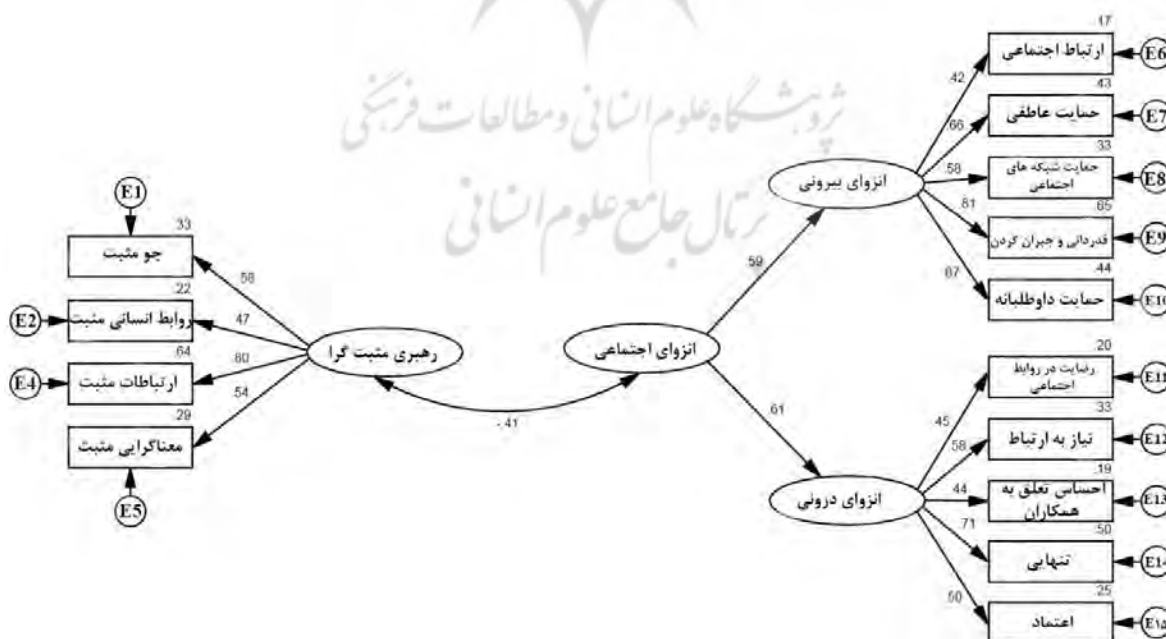 پژوهشگاه علوم انسانی و مطالعات فرهنگی
پرتال جامع علوم انسانی
E1
.33
جو مثبت
.58
E2
.22
روابط انسانی مثبت
.47
E4
.64
ارتباطات مثبت
.80
E5
.29
معناگرایی مثبت
.54
رهبری مثبت گرا
-.41
انزوای اجتماعی
.59
.61
انزوای بیرونی
.42
.66
.58
.81
.67
.17
ارتباط اجتماعی
E6
.43
حمایت عاطفی
E7
.33
حمایت شبکه های
اجتماعی
E8
.65
قدردانی و جبران کردن
E9
.44
حمایت داوطلبانه
E10
انزوای درونی
.45
.58
.44
.71
.50
.20
رضایت در روابط
اجتماعی
E11
.33
نیاز به ارتباط
E12
.19
احساس تعلق به
همکاران
E13
.50
تنهایی
E14
.25
اعتماد
E۱۵